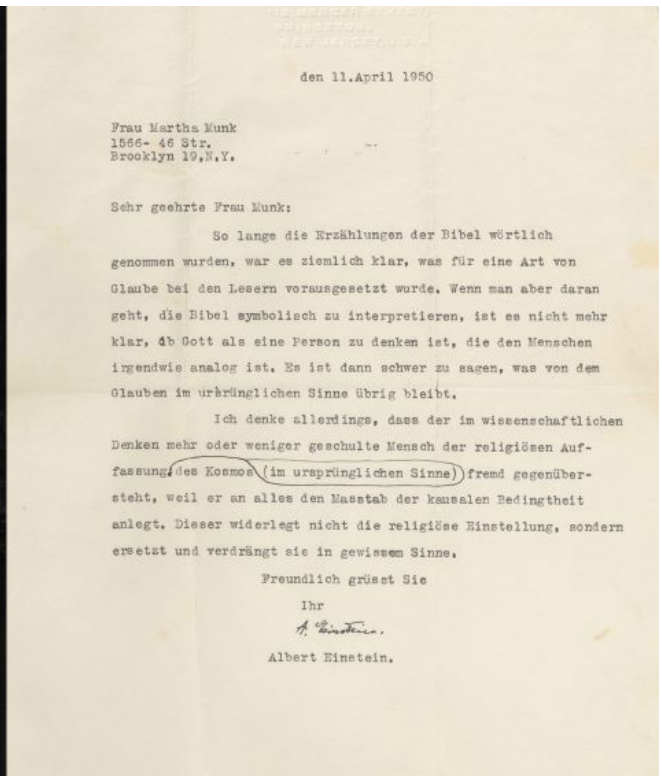 den 11.April 1950
Frau Martha Munk
1566- 46 Str.
Brooklyn 19,N.Y.
Sehr geehrte Frau Munk:
So lange die Erzählungen der Bibel wörtlich
genommen wurden, war es ziemlich klar, was für eine Art von
Glaube bei den Lesern vorausgesetzt wurde. Wenn man aber daran
geht, die Bibel symbolisch zu interpretieren, ist es nicht mehr
klar, ob Gott als eine Person zu denken ist, die den Menschen
irgendwie analog ist. Es ist dann schwer zu sagen, was von dem
Glauben im ursrünglichen Sinne übrig bleibt.
Ich denke allerdings, dass der im wissenschaftlichen
Denken mehr oder weniger geschulte Mensch der religiösen Auf-
fassung des Kosmos (im ursprünglichen Sinne) fremd gegenüber-
steht, weil er an alles den Masstab der kausalen Bedingtheit
anlegt. Dieser widerlegt nicht die religiöse Einstellung, sondern
ersetzt und verdrängt sie in gewissem Sinne.
Freundlich grüsst Sie
Ihr
A. Einstein.
Albert Einstein.